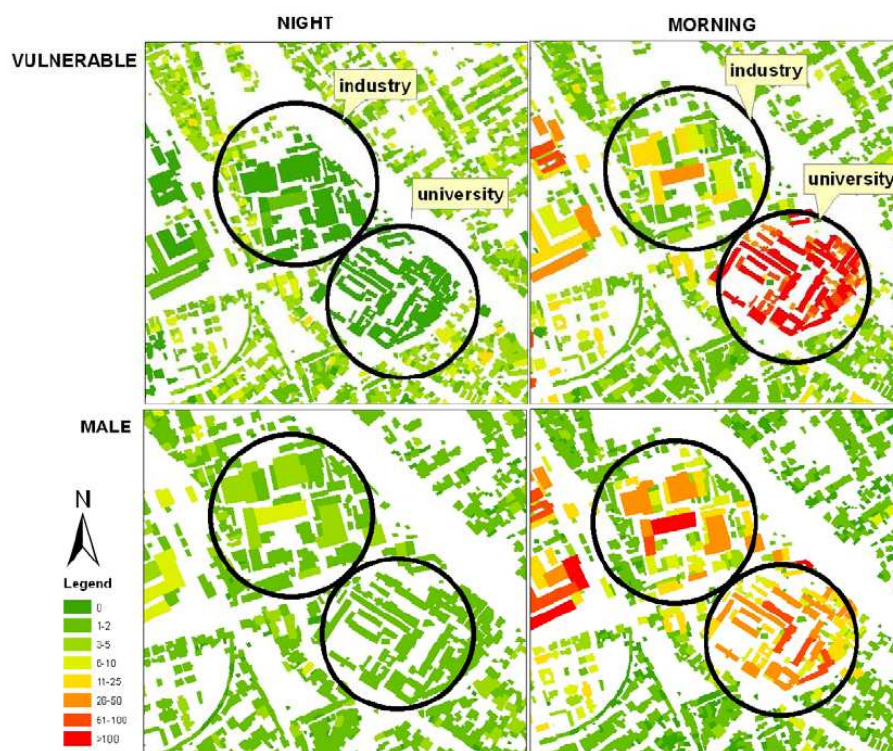 NIGHT
MORNING
VULNERABLE
industry
university
industry
university
MALE
N
Legend
0
1-2
3-5
6-10
11-25
26-50
51-100
>100